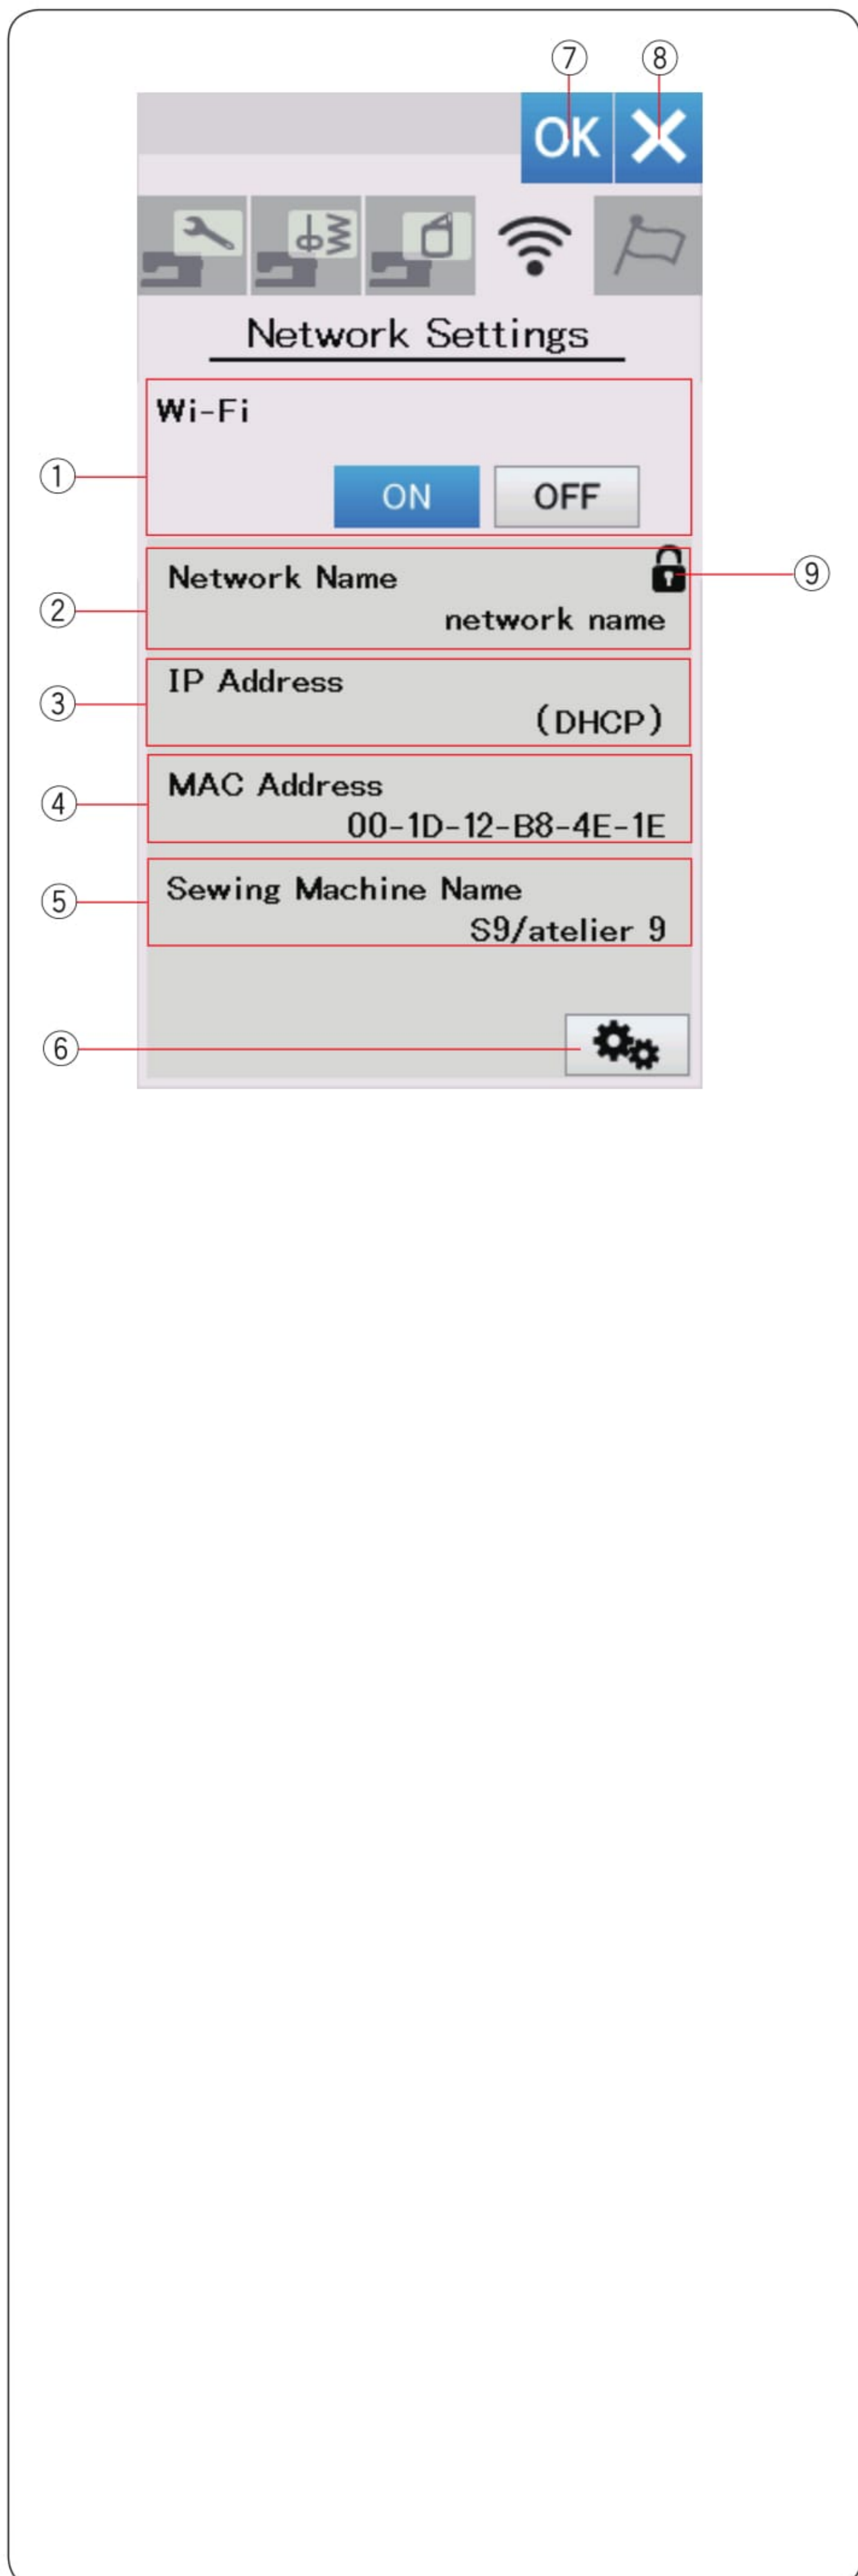 ⑦ ⑧
OK
Network Settings
Wi-Fi
①
ON OFF
Network Name
⑨
②
network name
IP Address
③
(DHCP)
MAC Address
④
00-1D-12-B8-4E-1E
Sewing Machine Name
⑤
S9/atelier 9
⑥